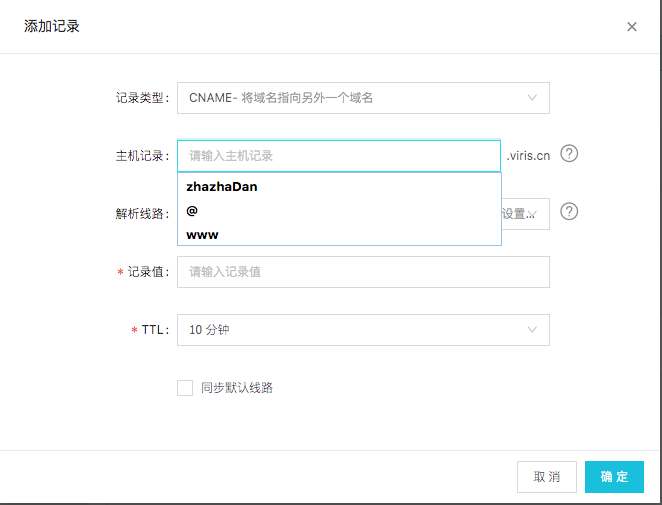 添加记录
记录类型: CNAME- 将域名指向另外一个域名
主机记录: 请输入主机记录 .viris.cn ?
zhazhaDan
@
www
解析线路: 设置... ?
* 记录值: 请输入记录值
* TTL: 10 分钟
同步默认线路
取 消 确 定